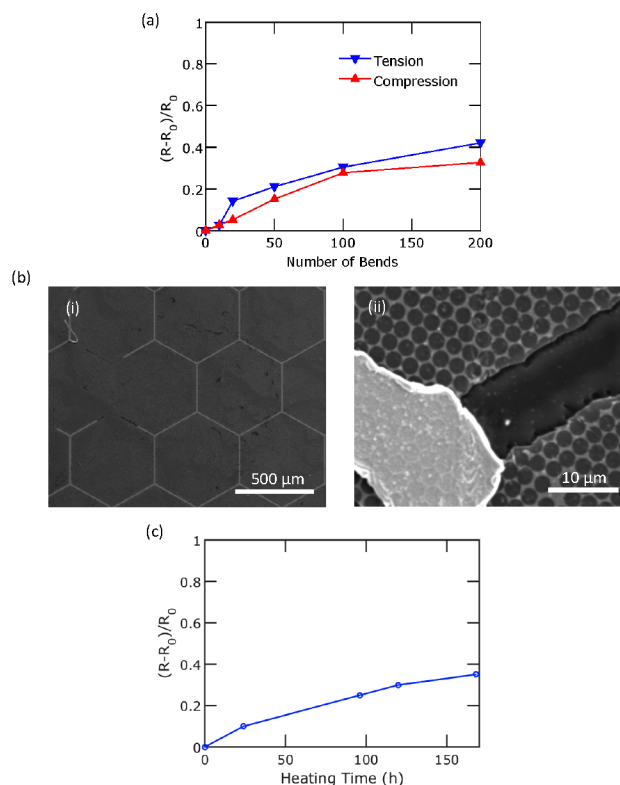 (a)
1
0.8
0.6
0.4
0.2
0
(R-R₀)/R₀
Tension
Compression
0 50 100 150 200
Number of Bends
(b)
(i)
500 μm
(ii)
10 μm
(c)
1
0.8
0.6
0.4
0.2
0
(R-R₀)/R₀
0 50 100 150
Heating Time (h)